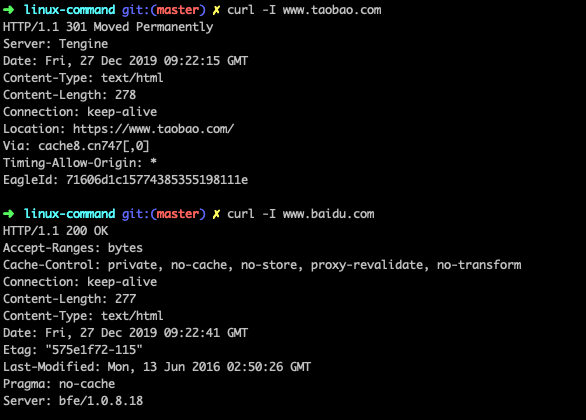 ➜ linux-command git:(master) ✗ curl -I www.taobao.com
HTTP/1.1 301 Moved Permanently
Server: Tengine
Date: Fri, 27 Dec 2019 09:22:15 GMT
Content-Type: text/html
Content-Length: 278
Connection: keep-alive
Location: https://www.taobao.com/
Via: cache8.cn747[,0]
Timing-Allow-Origin: *
EagleId: 71606d1c15774385355198111e
➜ linux-command git:(master) ✗ curl -I www.baidu.com
HTTP/1.1 200 OK
Accept-Ranges: bytes
Cache-Control: private, no-cache, no-store, proxy-revalidate, no-transform
Connection: keep-alive
Content-Length: 277
Content-Type: text/html
Date: Fri, 27 Dec 2019 09:22:41 GMT
Etag: "575e1f72-115"
Last-Modified: Mon, 13 Jun 2016 02:50:26 GMT
Pragma: no-cache
Server: bfe/1.0.8.18